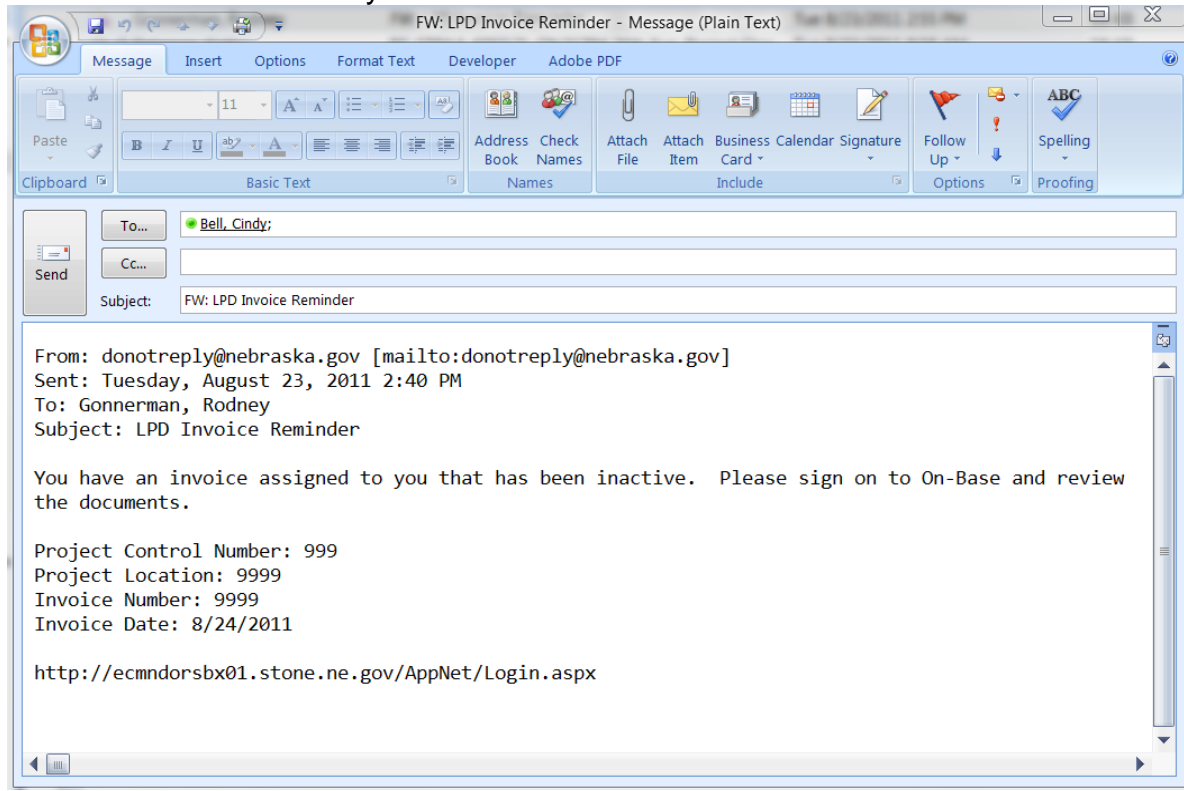 FW: LPD Invoice Reminder - Message (Plain Text)
Message Insert Options Format Text Developer Adobe PDF
Paste
11
B I U
Address Book
Check Names
Attach File
Attach Item
Business Card
Calendar
Signature
Follow Up
ABC
Spelling
Clipboard Basic Text Names Include Options Proofing
Send
To... Bell, Cindy;
Cc...
Subject: FW: LPD Invoice Reminder
From: donotreply@nebraska.gov [mailto:donotreply@nebraska.gov]
Sent: Tuesday, August 23, 2011 2:40 PM
To: Gonnerman, Rodney
Subject: LPD Invoice Reminder
You have an invoice assigned to you that has been inactive.  Please sign on to On-Base and review
the documents.
Project Control Number: 999
Project Location: 9999
Invoice Number: 9999
Invoice Date: 8/24/2011
http://ecmndorsbx01.stone.ne.gov/AppNet/Login.aspx